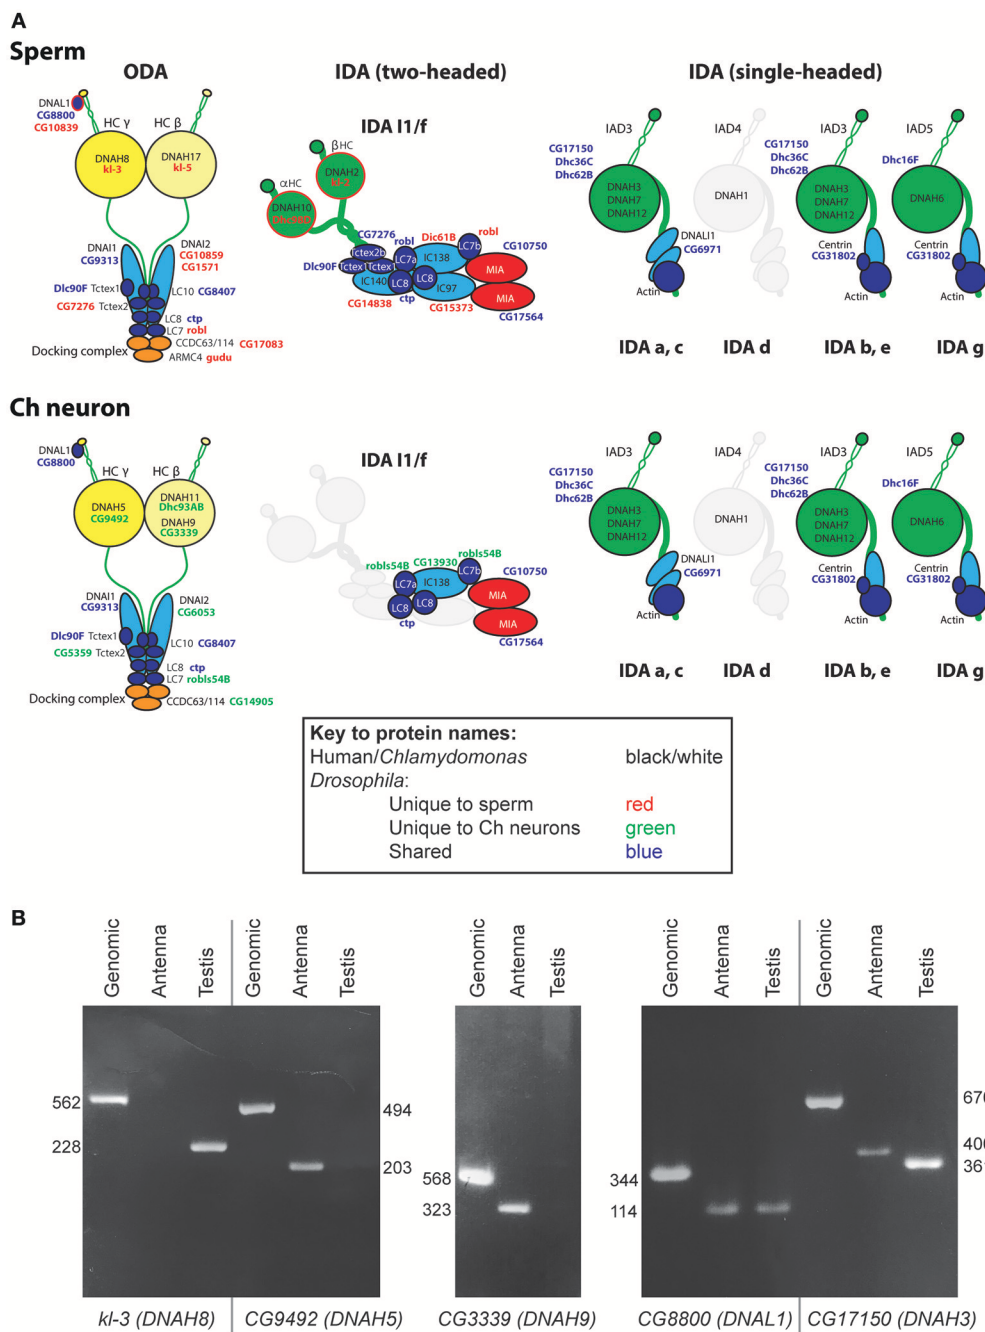 A
Sperm
ODA
IDA (two-headed)
IDA (single-headed)
DNAL1
CG8800
CG10839
HC γ
HC β
DNAH8
kl-3
DNAH17
kl-5
DNAI1
CG9313
DNAI2
CG10859
CG1571
Dlc90F Tctex1
CG7276 Tctex2
LC10 CG8407
LC8 ctp
LC7 robl
CCDC63/114 CG17083
Docking complex
ARMC4 gudu
IDA I1/f
β HC
DNAH2
kl-2
α HC
DNAH10
Dhc98D
CG7276
robl
Dic61B
robl
CG10750
Tctex2b
LC7a
LC7b
IC138
Dlc90F
Tctex1
Tctex1
MIA
IC140
LC8
LC8
IC97
MIA
CG14838
ctp
CG15373
CG17564
IAD3
CG17150
Dhc36C
Dhc62B
DNAH3
DNAH7
DNAH12
DNALI1
CG6971
Actin
IDA a, c
IAD4
DNAH1
IDA d
IAD3
CG17150
Dhc36C
Dhc62B
DNAH3
DNAH7
DNAH12
Centrin
CG31802
Actin
IDA b, e
IAD5
Dhc16F
DNAH6
Centrin
CG31802
Actin
IDA g
Ch neuron
DNAL1
CG8800
HC γ
HC β
DNAH5
CG9492
DNAH11
Dhc93AB
DNAH9
CG3339
DNAI1
CG9313
DNAI2
CG6053
Dlc90F Tctex1
CG5359 Tctex2
LC10 CG8407
LC8 ctp
LC7 robls54B
Docking complex
CCDC63/114 CG14905
IDA I1/f
robls54B
CG13930
robls54B
CG10750
LC7a
IC138
LC7b
LC8
LC8
MIA
MIA
ctp
CG17564
IAD3
CG17150
Dhc36C
Dhc62B
DNAH3
DNAH7
DNAH12
DNALI1
CG6971
Actin
IDA a, c
IAD4
DNAH1
IDA d
IAD3
CG17150
Dhc36C
Dhc62B
DNAH3
DNAH7
DNAH12
Centrin
CG31802
Actin
IDA b, e
IAD5
Dhc16F
DNAH6
Centrin
CG31802
Actin
IDA g
Key to protein names:
Human/Chlamydomonas black/white
Drosophila:
Unique to sperm red
Unique to Ch neurons green
Shared blue
B
Genomic Antenna Testis Genomic Antenna Testis
562
228
494
203
kl-3 (DNAH8) CG9492 (DNAH5)
Genomic Antenna Testis
568
323
CG3339 (DNAH9)
Genomic Antenna Testis Genomic Antenna Testis
344
114
670
400
361
CG8800 (DNAL1) CG17150 (DNAH3)